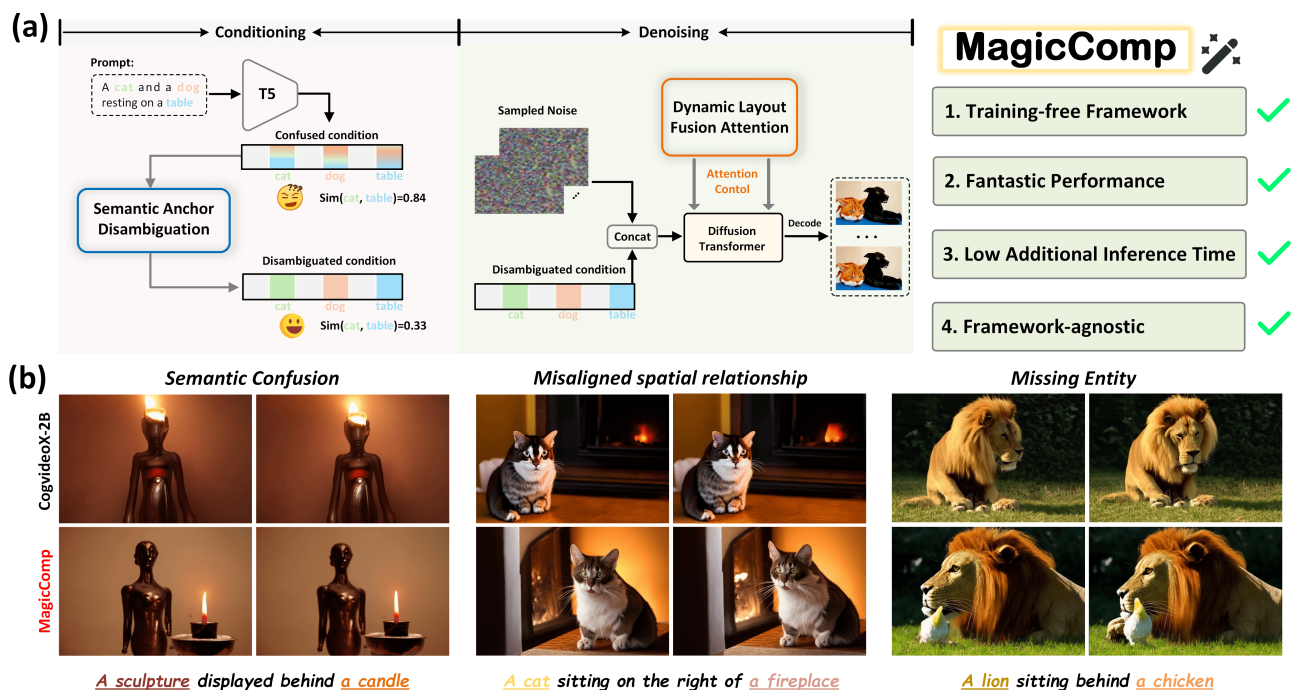 (a)
Conditioning
Denoising
Prompt:
A cat and a dog
resting on a table
T5
Confused condition
cat dog table
Sim(cat, table)=0.84
Semantic Anchor
Disambiguation
Disambiguated condition
cat dog table
Sim(cat, table)=0.33
Sampled Noise
...
Dynamic Layout
Fusion Attention
Attention
Contol
Concat
Diffusion
Transformer
Decode
...
Disambiguated condition
cat dog table
MagicComp
1. Training-free Framework
2. Fantastic Performance
3. Low Additional Inference Time
4. Framework-agnostic
(b)
Semantic Confusion
Misaligned spatial relationship
Missing Entity
CogvideoX-2B
MagicComp
A sculpture displayed behind a candle
A cat sitting on the right of a fireplace
A lion sitting behind a chicken